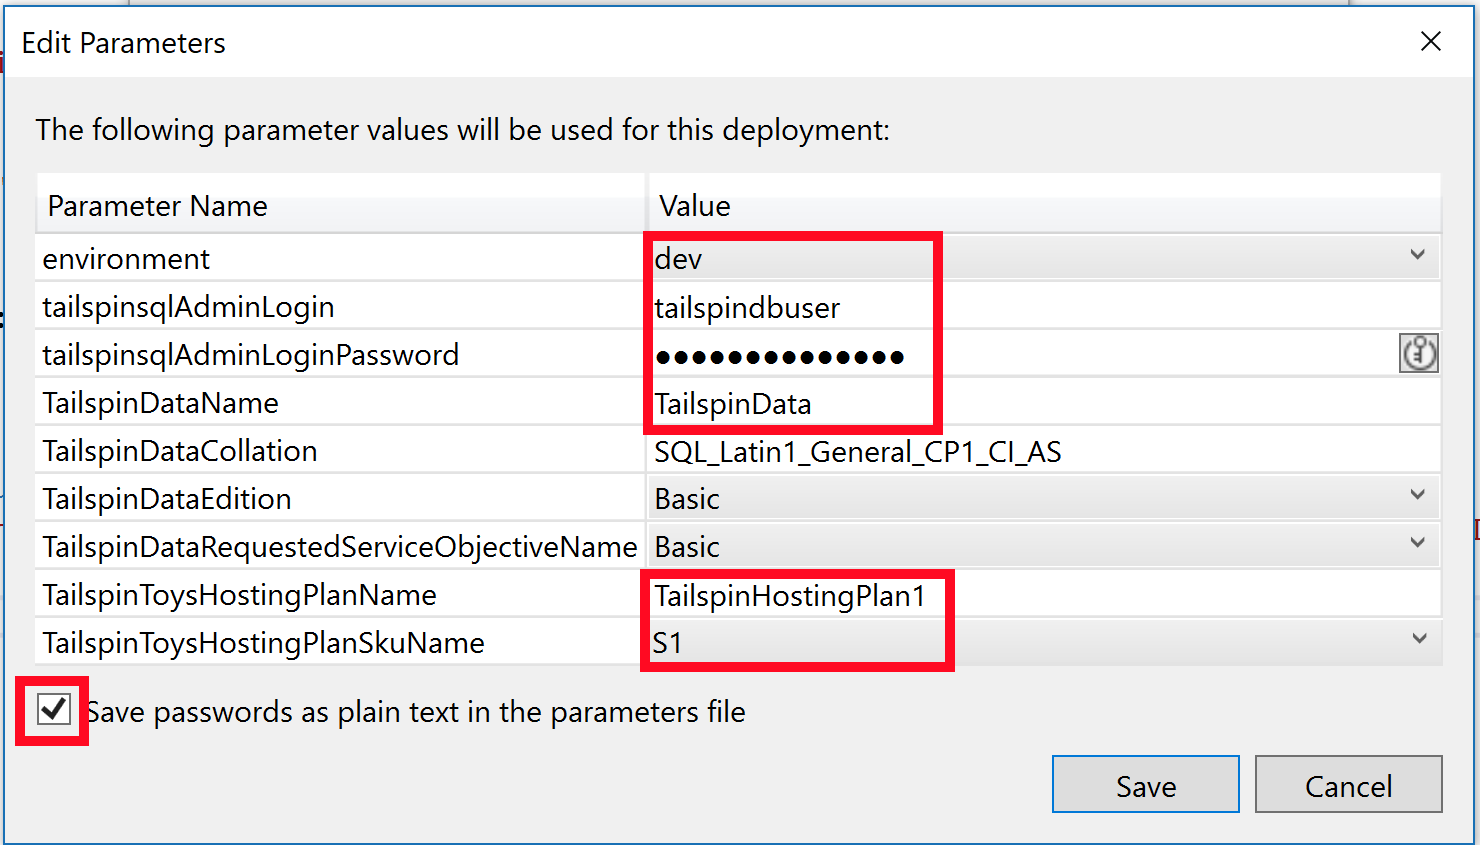 Edit Parameters
The following parameter values will be used for this deployment:
Parameter Name Value
environment dev
tailspinsqlAdminLogin tailspindbuser
tailspinsqlAdminLoginPassword ●●●●●●●●●●●●●●
TailspinDataName TailspinData
TailspinDataCollation SQL_Latin1_General_CP1_CI_AS
TailspinDataEdition Basic
TailspinDataRequestedServiceObjectiveName Basic
TailspinToysHostingPlanName TailspinHostingPlan1
TailspinToysHostingPlanSkuName S1
Save passwords as plain text in the parameters file
Save Cancel